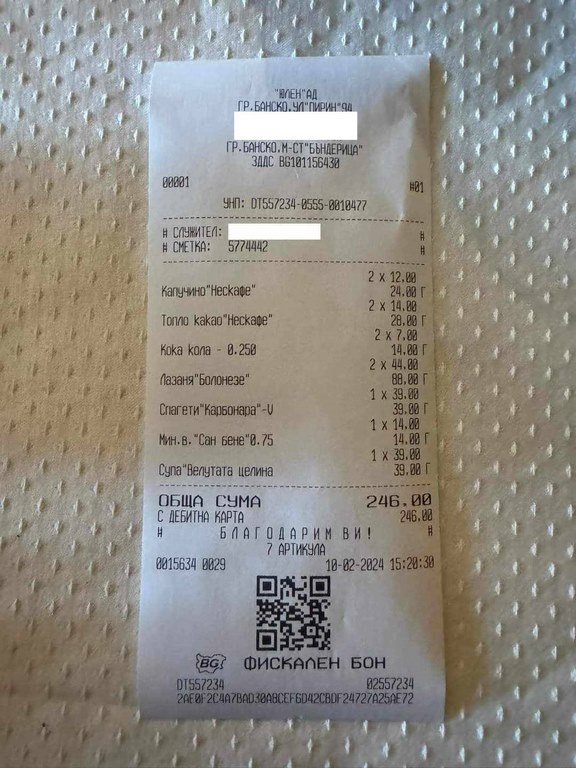 "ЮЛЕН"АД
ГР.БАНСКО,УЛ"ПИРИН"94
ГР.БАНСКО,М-СТ"БЪНДЕРИЦА"
ЗДДС BG101156430
00001 #01
УНП: DT557234-0555-0010477
# СЛУЖИТЕЛ: #
# СМЕТКА: 5774442 #
2 x 12.00
Капучино"Нескафе" 24.00 Г
2 x 14.00
Топло какао"Нескафе" 28.00 Г
2 x 7.00
Кока кола - 0.250 14.00 Г
2 x 44.00
Лазаня"Болонезе" 88.00 Г
1 x 39.00
Спагети"Карбонара"-V 39.00 Г
1 x 14.00
Мин.в."Сан бене"0.75 14.00 Г
1 x 39.00
Супа"Велутата целина 39.00 Г
ОБЩА СУМА 246.00
С ДЕБИТНА КАРТА 246.00
# БЛАГОДАРИМ ВИ! #
7 АРТИКУЛА
0015634 0029 10-02-2024 15:20:30
BG ФИСКАЛЕН БОН
DT557234 02557234
2AE0F2C4A7BAD30A8CEF6D42CBDF24727A25AE72